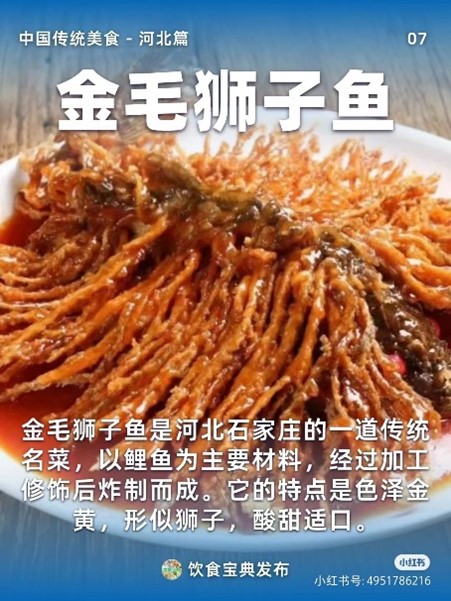 中国传统美食 - 河北篇
07
金毛狮子鱼
金毛狮子鱼是河北石家庄的一道传统
名菜，以鲤鱼为主要材料，经过加工
修饰后炸制而成。它的特点是色泽金
黄，形似狮子，酸甜适口。
饮食宝典发布
小红书
小红书号: 4951786216